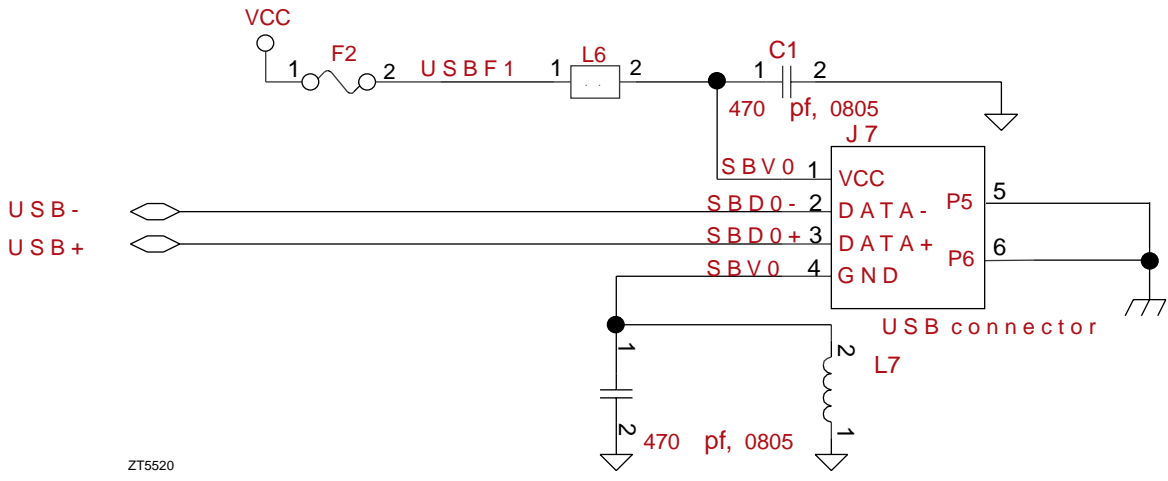 VCC
F2
1
2
USBF1
1
L6
2
C1
1
2
470 pf, 0805
J7
SBV0 1 VCC
USB-
SBD0- 2 DATA-
P5 5
USB+
SBD0+ 3 DATA+
P6 6
SBV0 4 GND
USB connector
1
2
L7
2
470 pf, 0805
1
ZT5520